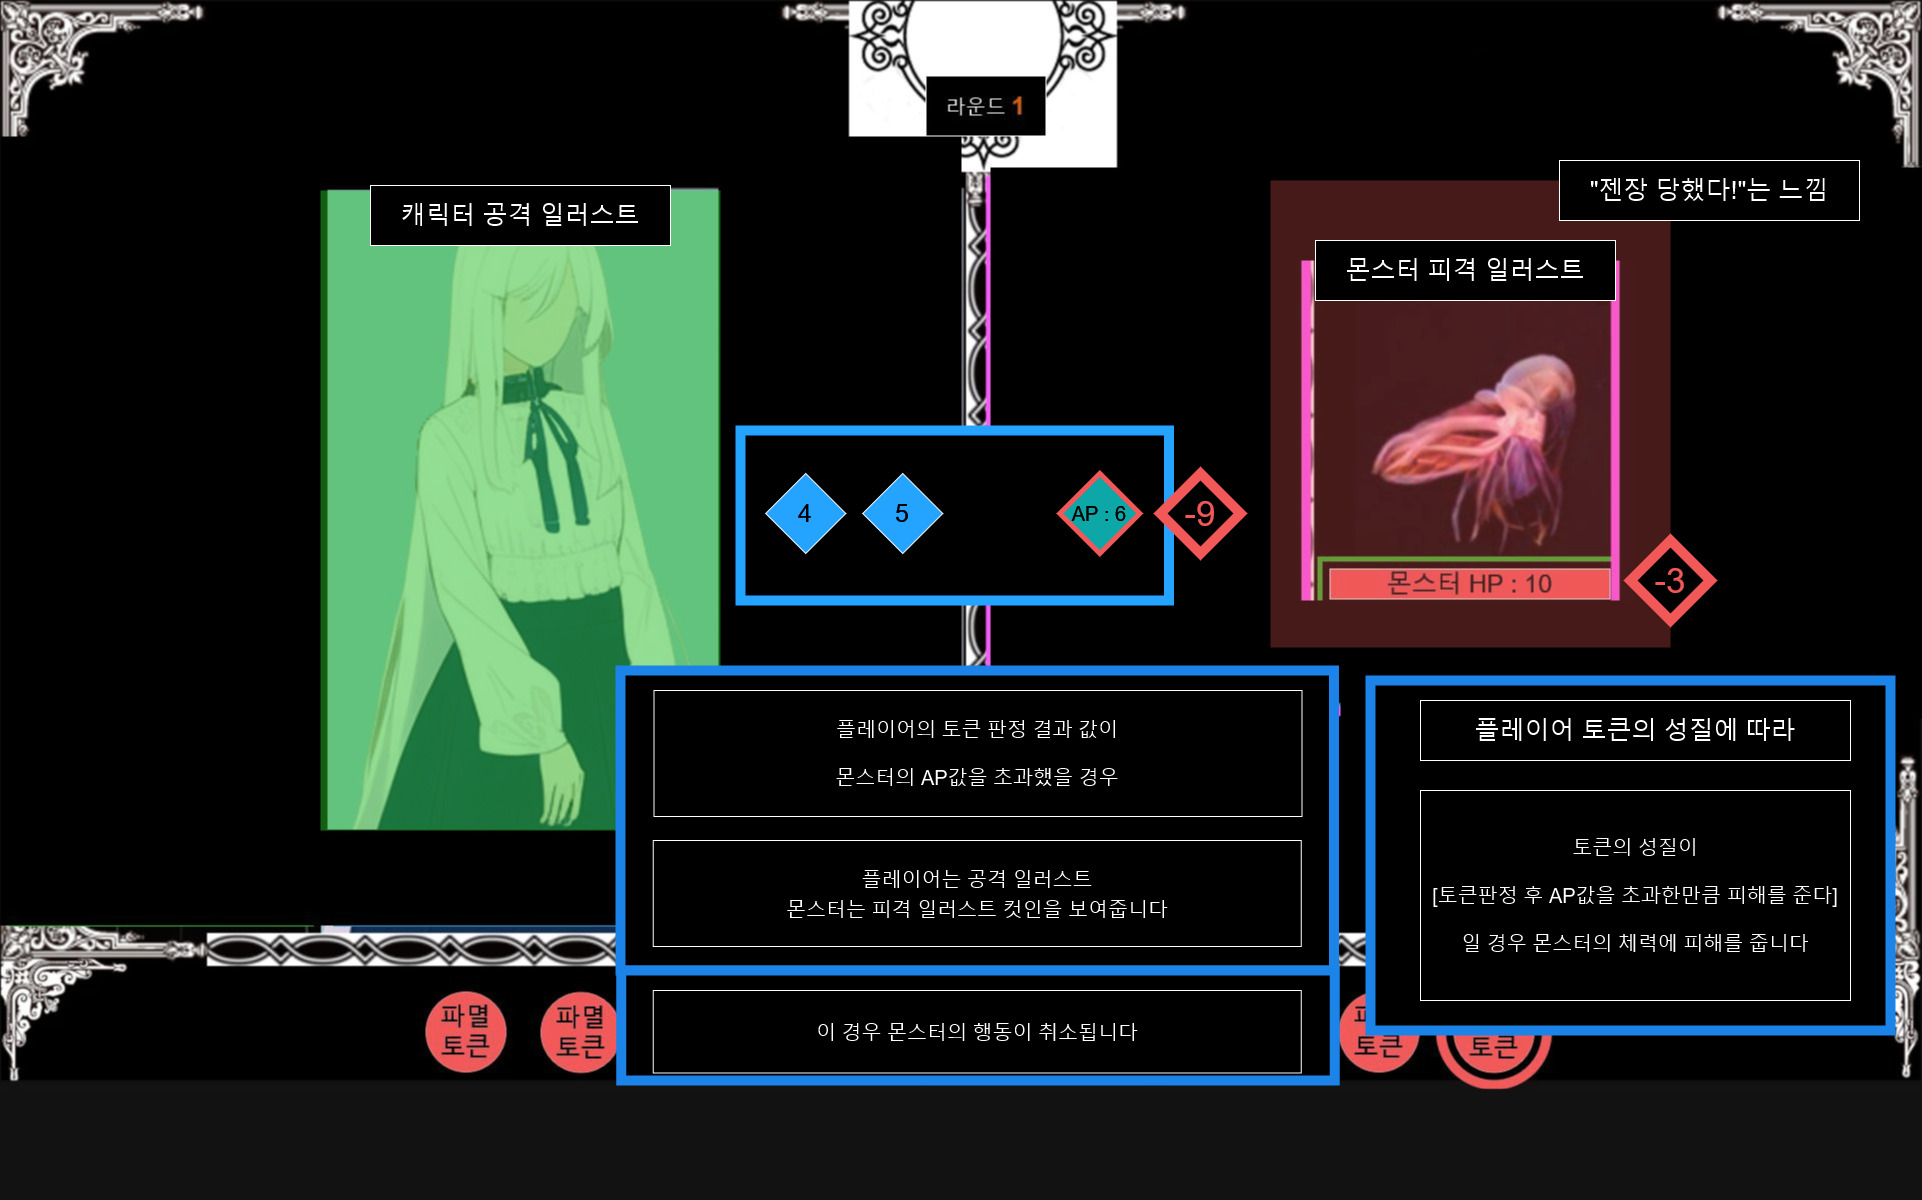 라운드 1
캐릭터 공격 일러스트
"젠장 당했다!"는 느낌
몬스터 피격 일러스트
4
5
AP : 6
-9
몬스터 HP : 10
-3
플레이어의 토큰 판정 결과 값이
몬스터의 AP값을 초과했을 경우
플레이어는 공격 일러스트
몬스터는 피격 일러스트 컷인을 보여줍니다
이 경우 몬스터의 행동이 취소됩니다
플레이어 토큰의 성질에 따라
토큰의 성질이
[토큰판정 후 AP값을 초과한만큼 피해를 준다]
일 경우 몬스터의 체력에 피해를 줍니다
파멸
토큰
파멸
토큰
토큰
토큰